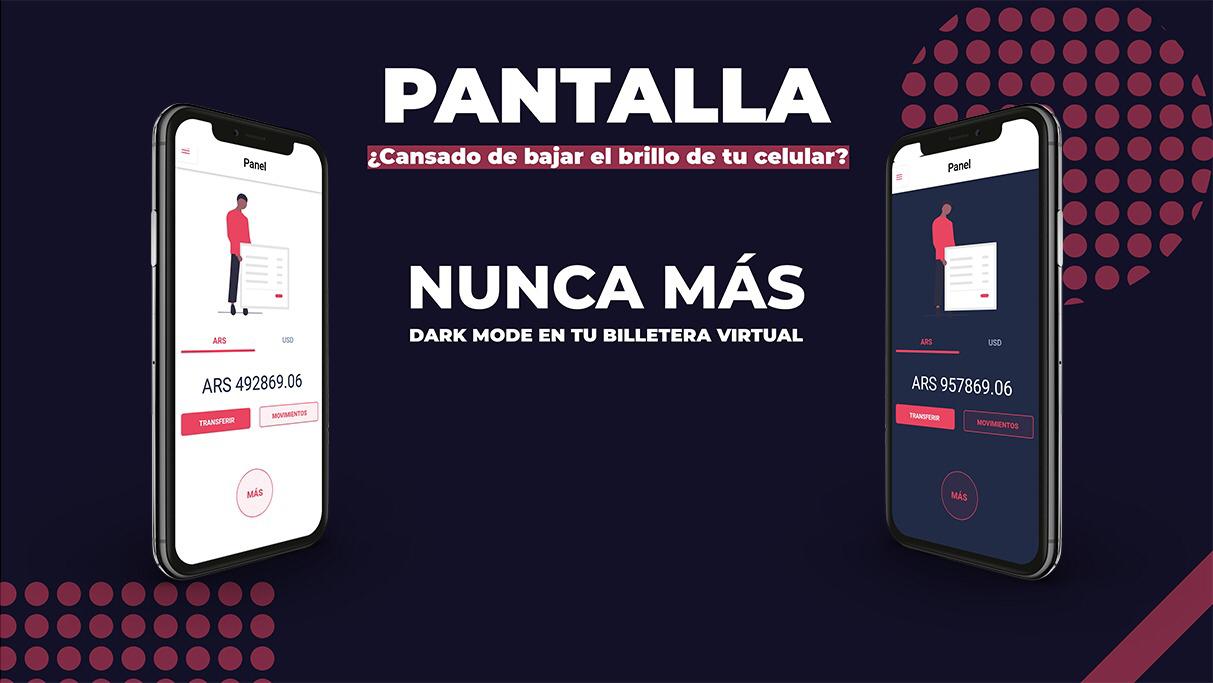 PANTALLA
¿Cansado de bajar el brillo de tu celular?
NUNCA MÁS
DARK MODE EN TU BILLETERA VIRTUAL
Panel
ARS USD
ARS 492869.06
TRANSFERIR MOVIMIENTOS
MÁS
Panel
ARS USD
ARS 957869.06
TRANSFERIR MOVIMIENTOS
MÁS